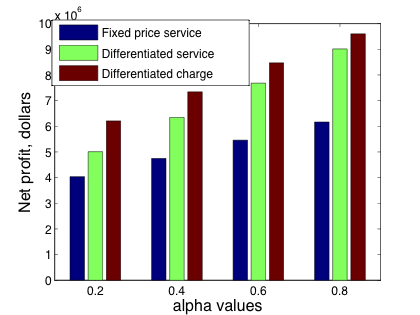 x 10^6
10
9
8
7
6
5
4
3
2
1
0
Net profit, dollars
Fixed price service
Differentiated service
Differentiated charge
0.2 0.4 0.6 0.8
alpha values